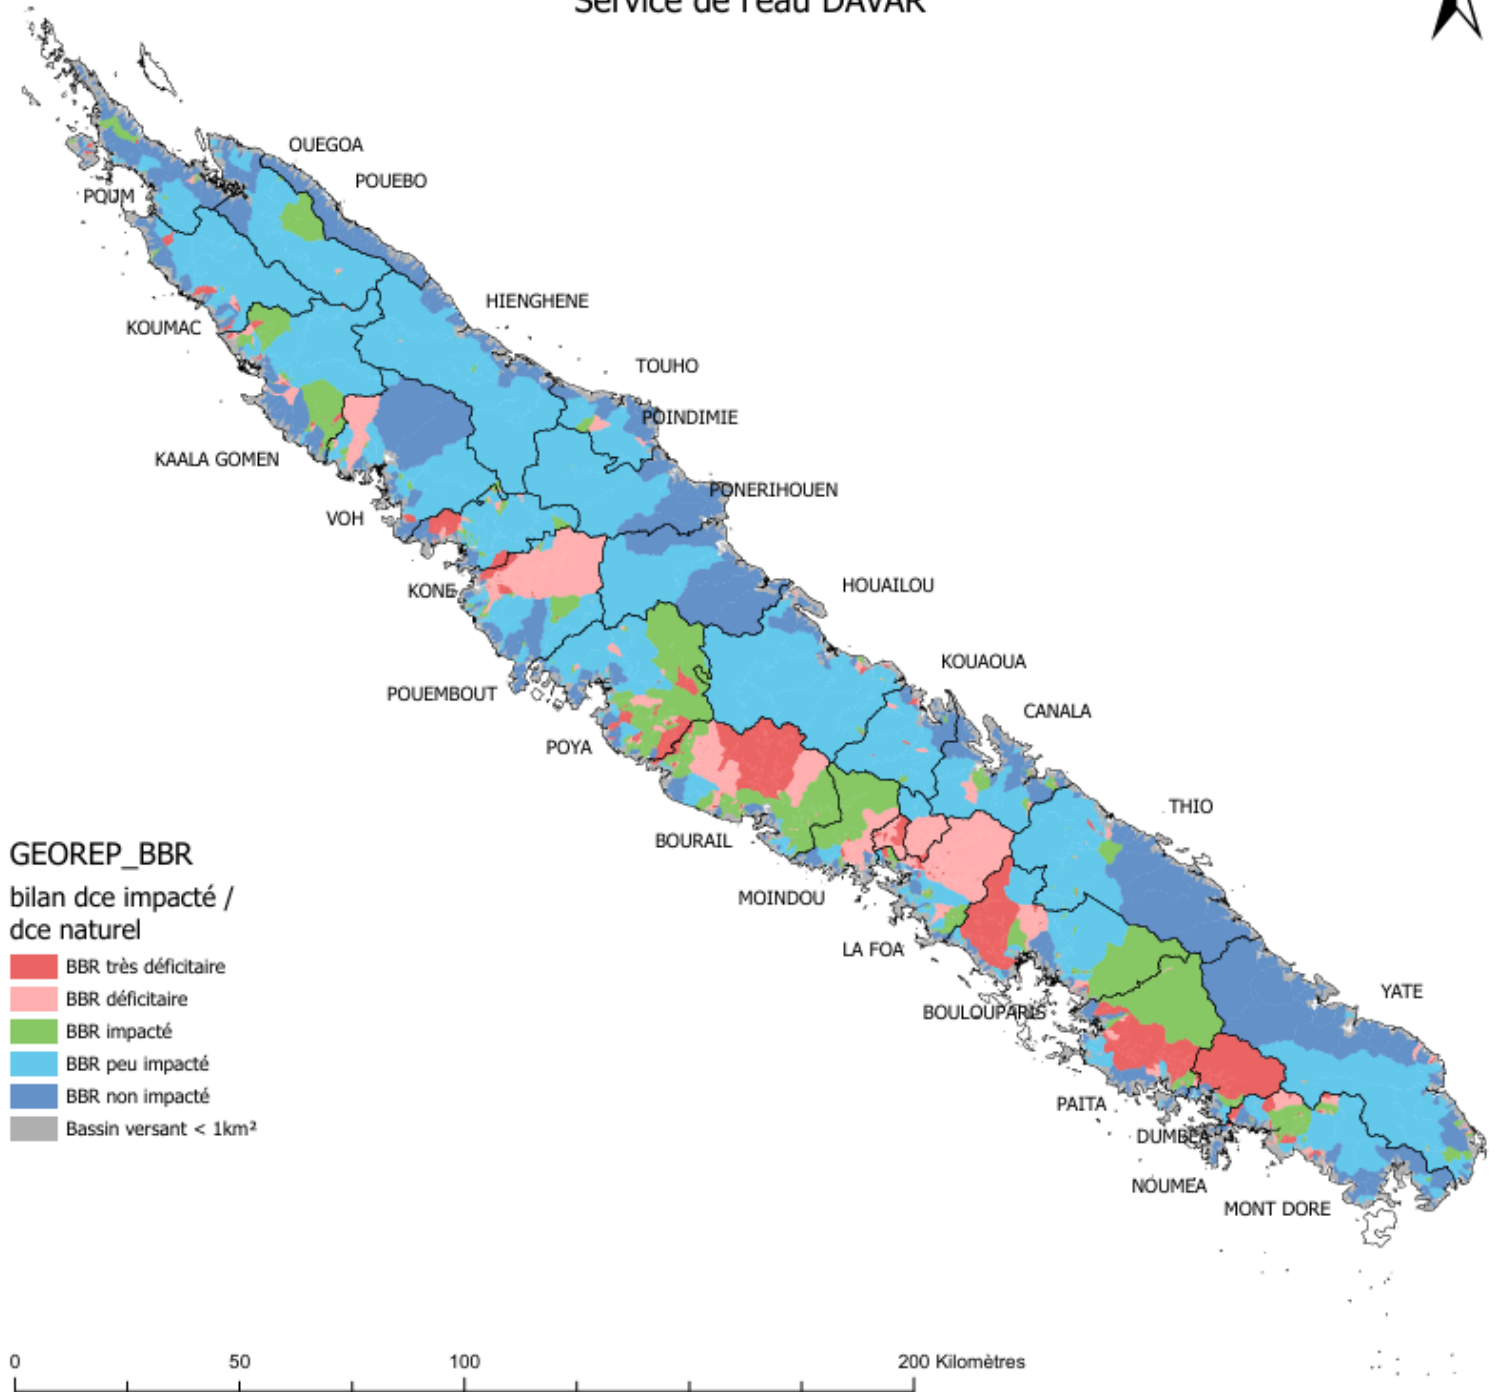 Service de l'eau DAVAR
OUEGOA
POUEBO
POUM
HIENGHENE
KOUMAC
TOUHO
POINDIMIE
KAALA GOMEN
PONERIHOUEN
VOH
HOUAILOU
KONE
KOUAOUA
POUEMBOUT
CANALA
POYA
THIO
BOURAIL
MOINDOU
LA FOA
YATE
BOULOUPARIS
PAITA
DUMBEA
NOUMEA
MONT DORE
GEOREP_BBR
bilan dce impacté /
dce naturel
BBR très déficitaire
BBR déficitaire
BBR impacté
BBR peu impacté
BBR non impacté
Bassin versant < 1km²
0 50 100 200 Kilomètres